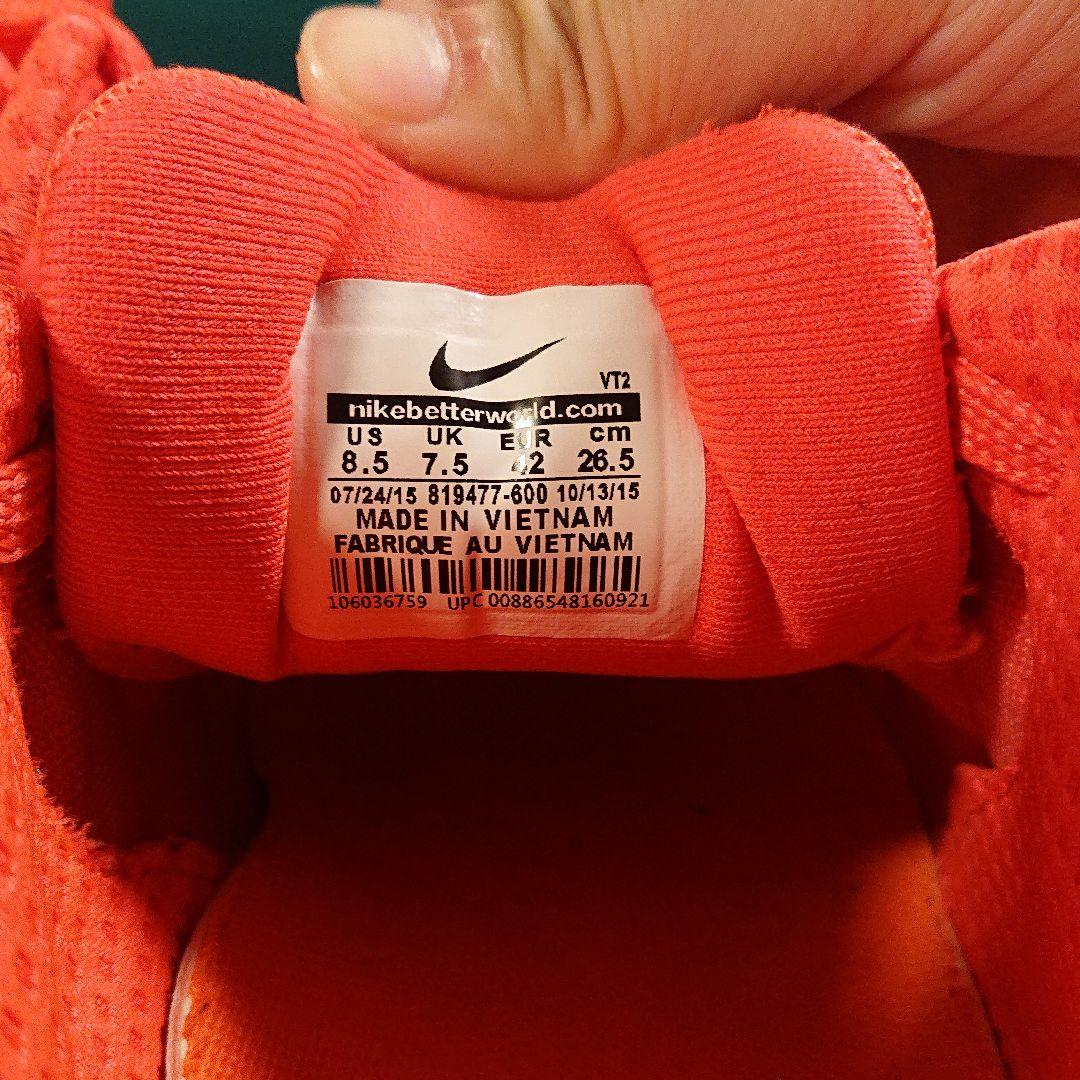 VT2
nikebetterworld.com
US UK EUR cm
8.5 7.5 42 26.5
07/24/15 819477-600 10/13/15
MADE IN VIETNAM
FABRIQUE AU VIETNAM
106036759 UPC 00886548160921